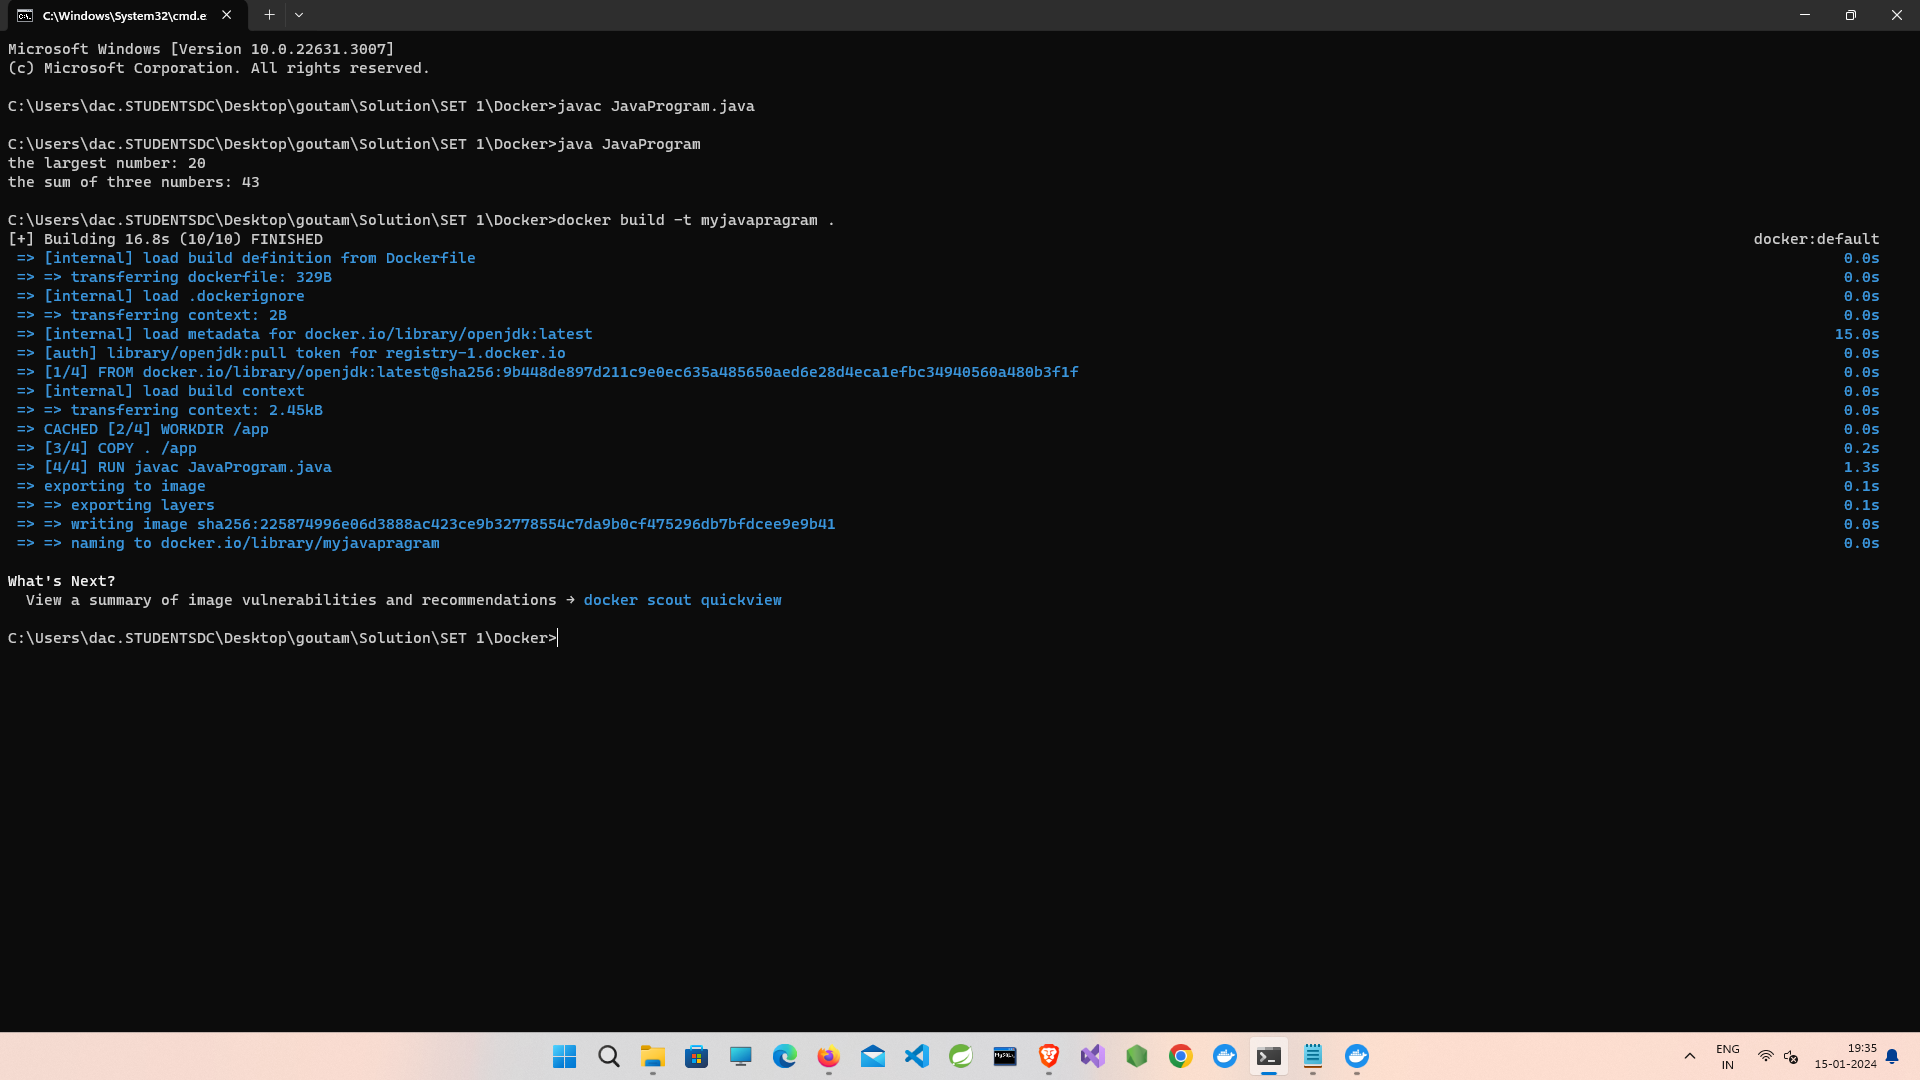 C:\Windows\System32\cmd.e
Microsoft Windows [Version 10.0.22631.3007]
(c) Microsoft Corporation. All rights reserved.
C:\Users\dac.STUDENTSDC\Desktop\goutam\Solution\SET 1\Docker>javac JavaProgram.java
C:\Users\dac.STUDENTSDC\Desktop\goutam\Solution\SET 1\Docker>java JavaProgram
the largest number: 20
the sum of three numbers: 43
C:\Users\dac.STUDENTSDC\Desktop\goutam\Solution\SET 1\Docker>docker build -t myjavapragram .
[+] Building 16.8s (10/10) FINISHED docker:default
=> [internal] load build definition from Dockerfile 0.0s
=> => transferring dockerfile: 329B 0.0s
=> [internal] load .dockerignore 0.0s
=> => transferring context: 2B 0.0s
=> [internal] load metadata for docker.io/library/openjdk:latest 15.0s
=> [auth] library/openjdk:pull token for registry-1.docker.io 0.0s
=> [1/4] FROM docker.io/library/openjdk:latest@sha256:9b448de897d211c9e0ec635a485650aed6e28d4eca1efbc34940560a480b3f1f 0.0s
=> [internal] load build context 0.0s
=> => transferring context: 2.45kB 0.0s
=> CACHED [2/4] WORKDIR /app 0.0s
=> [3/4] COPY . /app 0.2s
=> [4/4] RUN javac JavaProgram.java 1.3s
=> exporting to image 0.1s
=> => exporting layers 0.1s
=> => writing image sha256:225874996e06d3888ac423ce9b32778554c7da9b0cf475296db7bfdcee9e9b41 0.0s
=> => naming to docker.io/library/myjavapragram 0.0s
What's Next?
View a summary of image vulnerabilities and recommendations → docker scout quickview
C:\Users\dac.STUDENTSDC\Desktop\goutam\Solution\SET 1\Docker>
MySQL
ENG
IN
19:35
15-01-2024